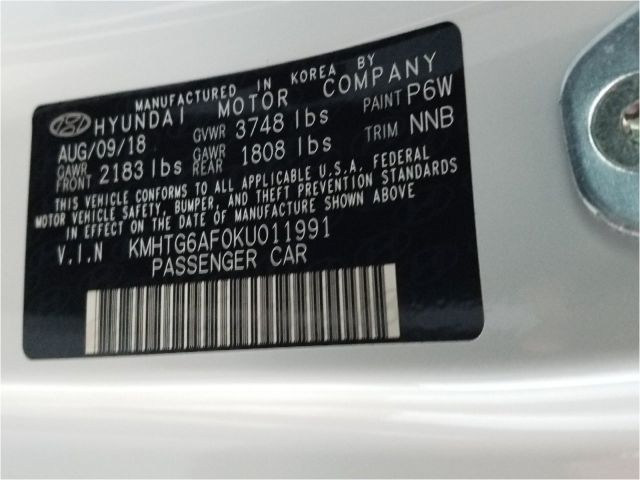 MANUFACTURED IN KOREA BY
HYUNDAI MOTOR COMPANY
AUG/09/18 GVWR 3748 lbs PAINT P6W
GAWR FRONT 2183 lbs GAWR REAR 1808 lbs TRIM NNB
THIS VEHICLE CONFORMS TO ALL APPLICABLE U.S.A. FEDERAL
MOTOR VEHICLE SAFETY, BUMPER, AND THEFT PREVENTION STANDARDS
IN EFFECT ON THE DATE OF MANUFACTURE SHOWN ABOVE
V.I.N KMHTG6AF0KU011991
PASSENGER CAR